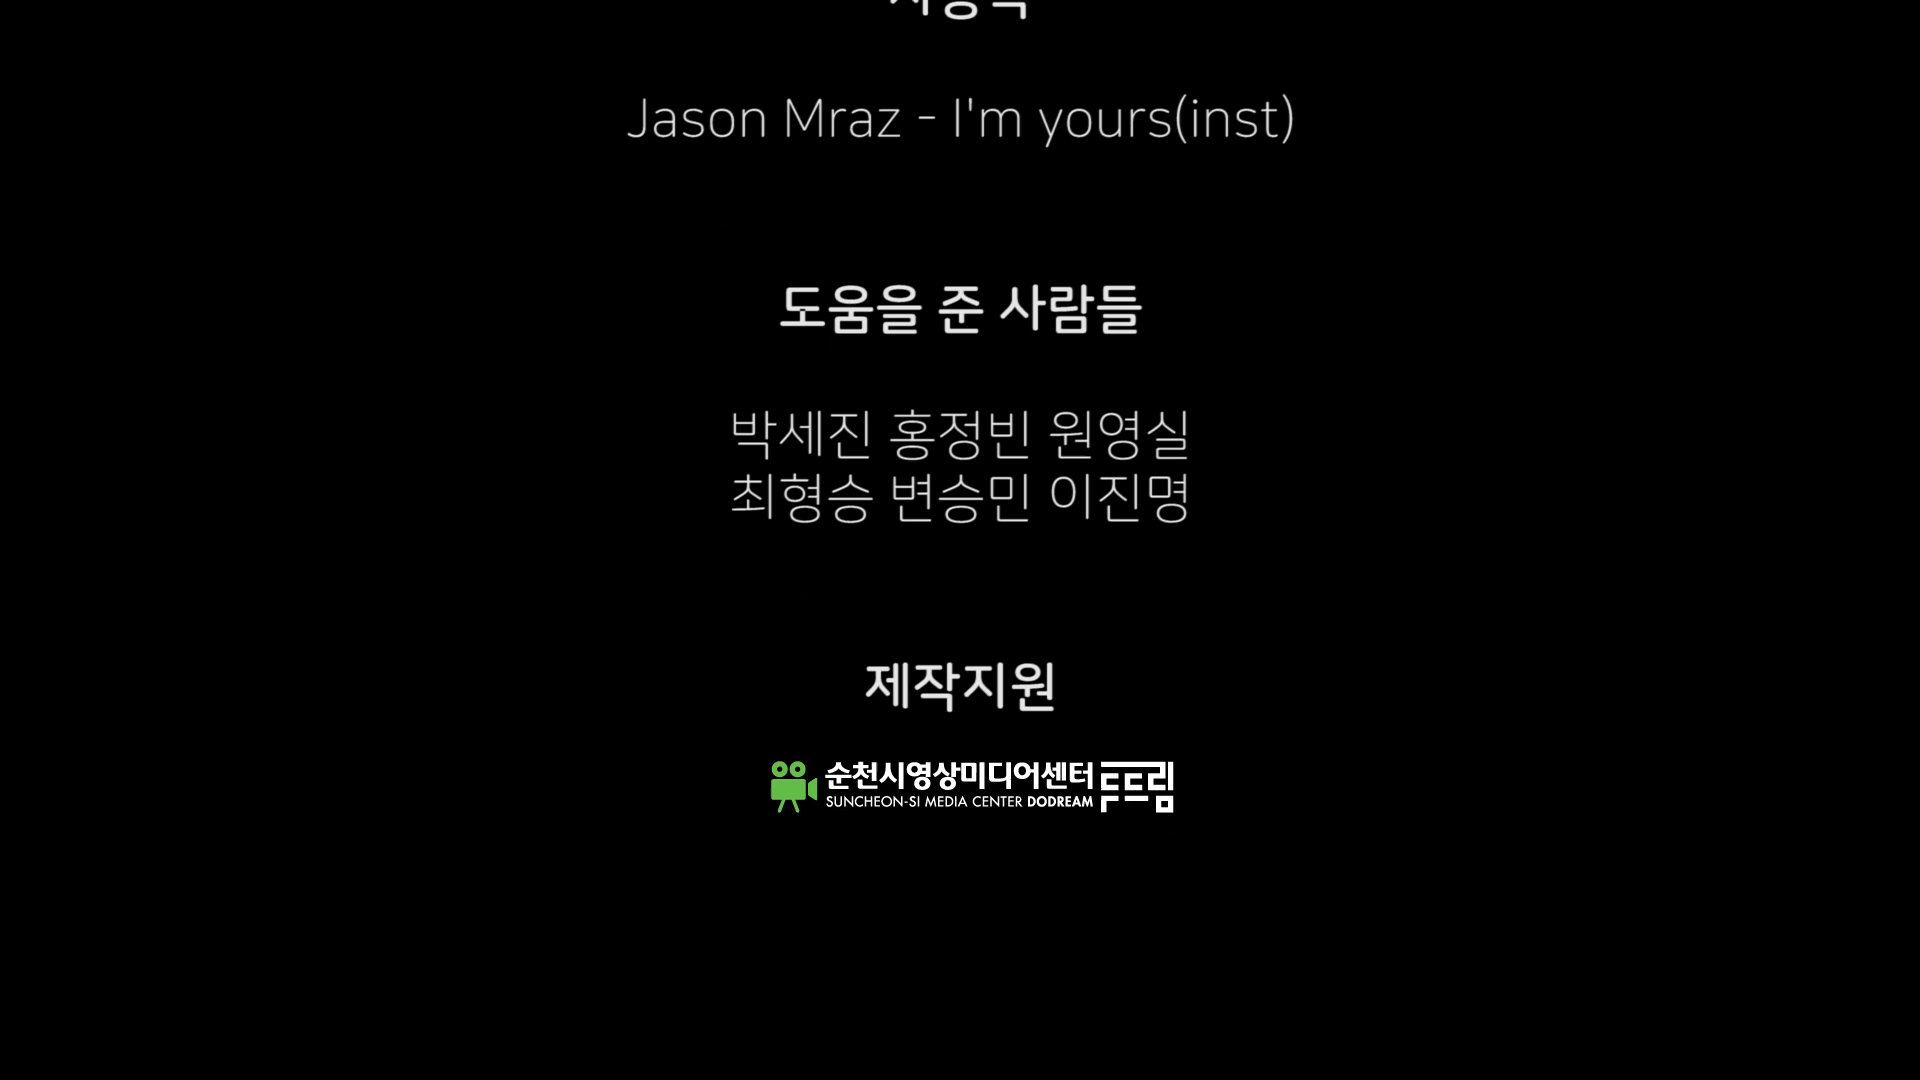 Jason Mraz - I'm yours(inst)
도움을 준 사람들
박세진 홍정빈 원영실
최형승 변승민 이진명
제작지원
순천시영상미디어센터 두드림
SUNCHEON-SI MEDIA CENTER DODREAM